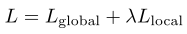 L = L_global + λL_local